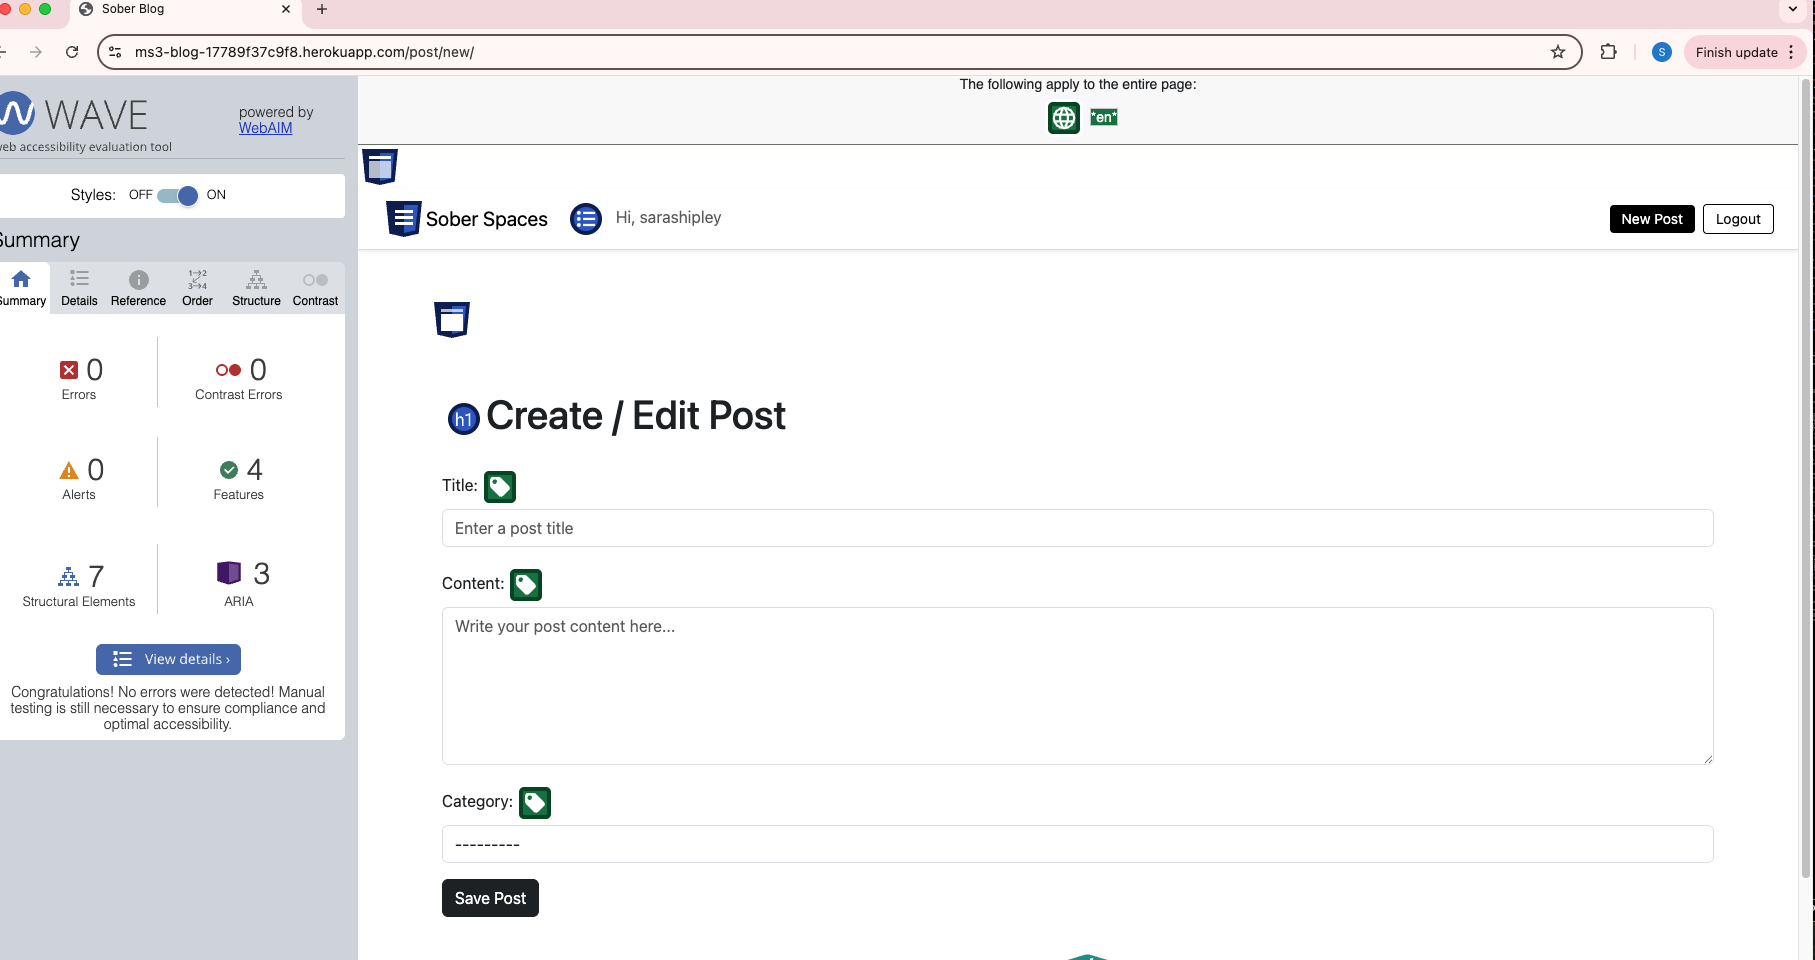 Sober Blog
ms3-blog-17789f37c9f8.herokuapp.com/post/new/
S
Finish update
WAVE
powered by
WebAIM
web accessibility evaluation tool
Styles: OFF ON
Summary
Summary Details Reference Order Structure Contrast
0
Errors
0
Contrast Errors
0
Alerts
4
Features
7
Structural Elements
3
ARIA
View details ›
Congratulations! No errors were detected! Manual
testing is still necessary to ensure compliance and
optimal accessibility.
The following apply to the entire page:
*en*
Sober Spaces
Hi, sarashipley
New Post
Logout
h1 Create / Edit Post
Title:
Enter a post title
Content:
Write your post content here...
Category:
---------
Save Post